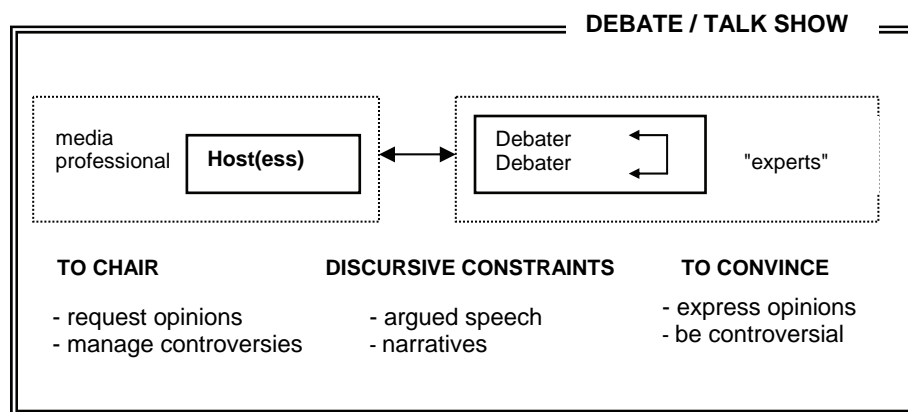 DEBATE / TALK SHOW
media
professional
Host(ess)
Debater
Debater
"experts"
TO CHAIR
- request opinions
- manage controversies
DISCURSIVE CONSTRAINTS
- argued speech
- narratives
TO CONVINCE
- express opinions
- be controversial